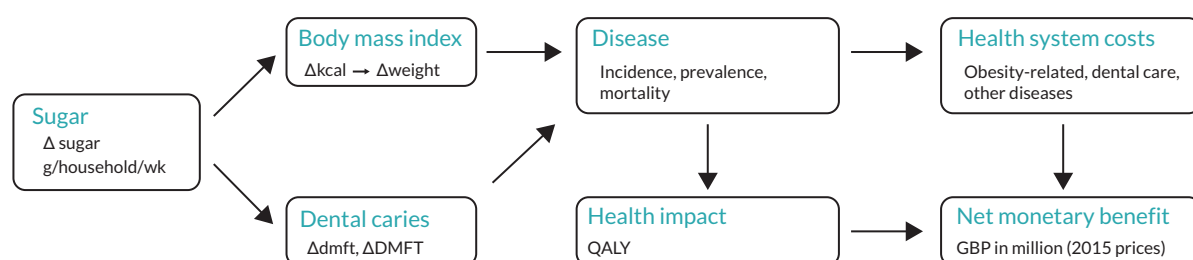 Sugar
Δ sugar
g/household/wk
Body mass index
Δkcal → Δweight
Dental caries
Δdmft, ΔDMFT
Disease
Incidence, prevalence,
mortality
Health impact
QALY
Health system costs
Obesity-related, dental care,
other diseases
Net monetary benefit
GBP in million (2015 prices)